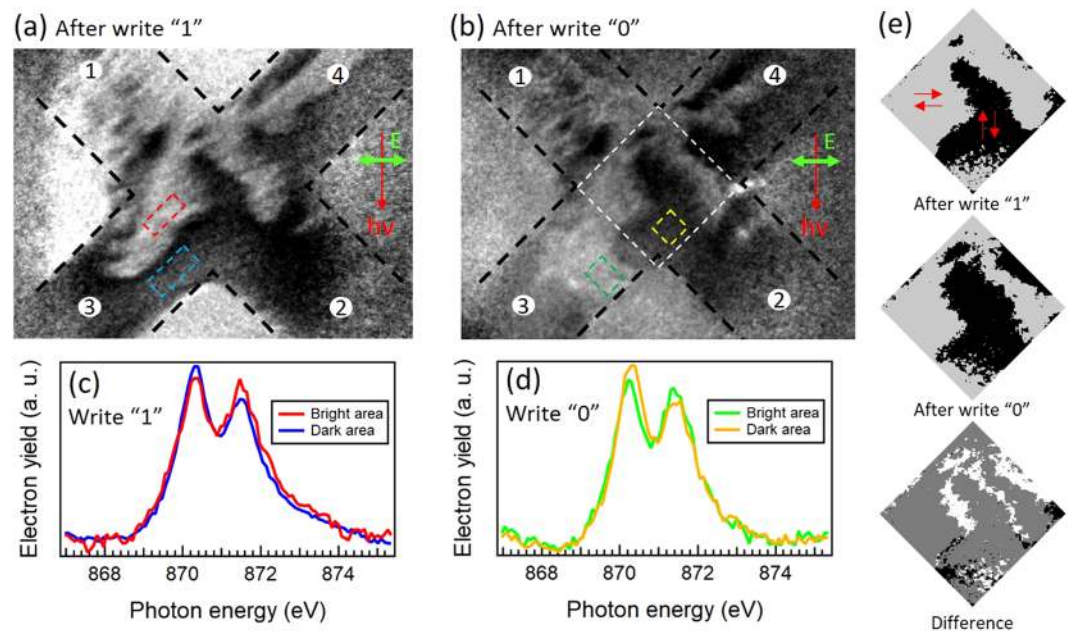 (a) After write "1"
1
4
E
hν
3
2
(b) After write "0"
1
4
E
hν
3
2
(c)
Write "1"
Bright area
Dark area
Electron yield (a. u.)
868 870 872 874
Photon energy (eV)
(d)
Write "0"
Bright area
Dark area
Electron yield (a. u.)
868 870 872 874
Photon energy (eV)
(e)
After write "1"
After write "0"
Difference